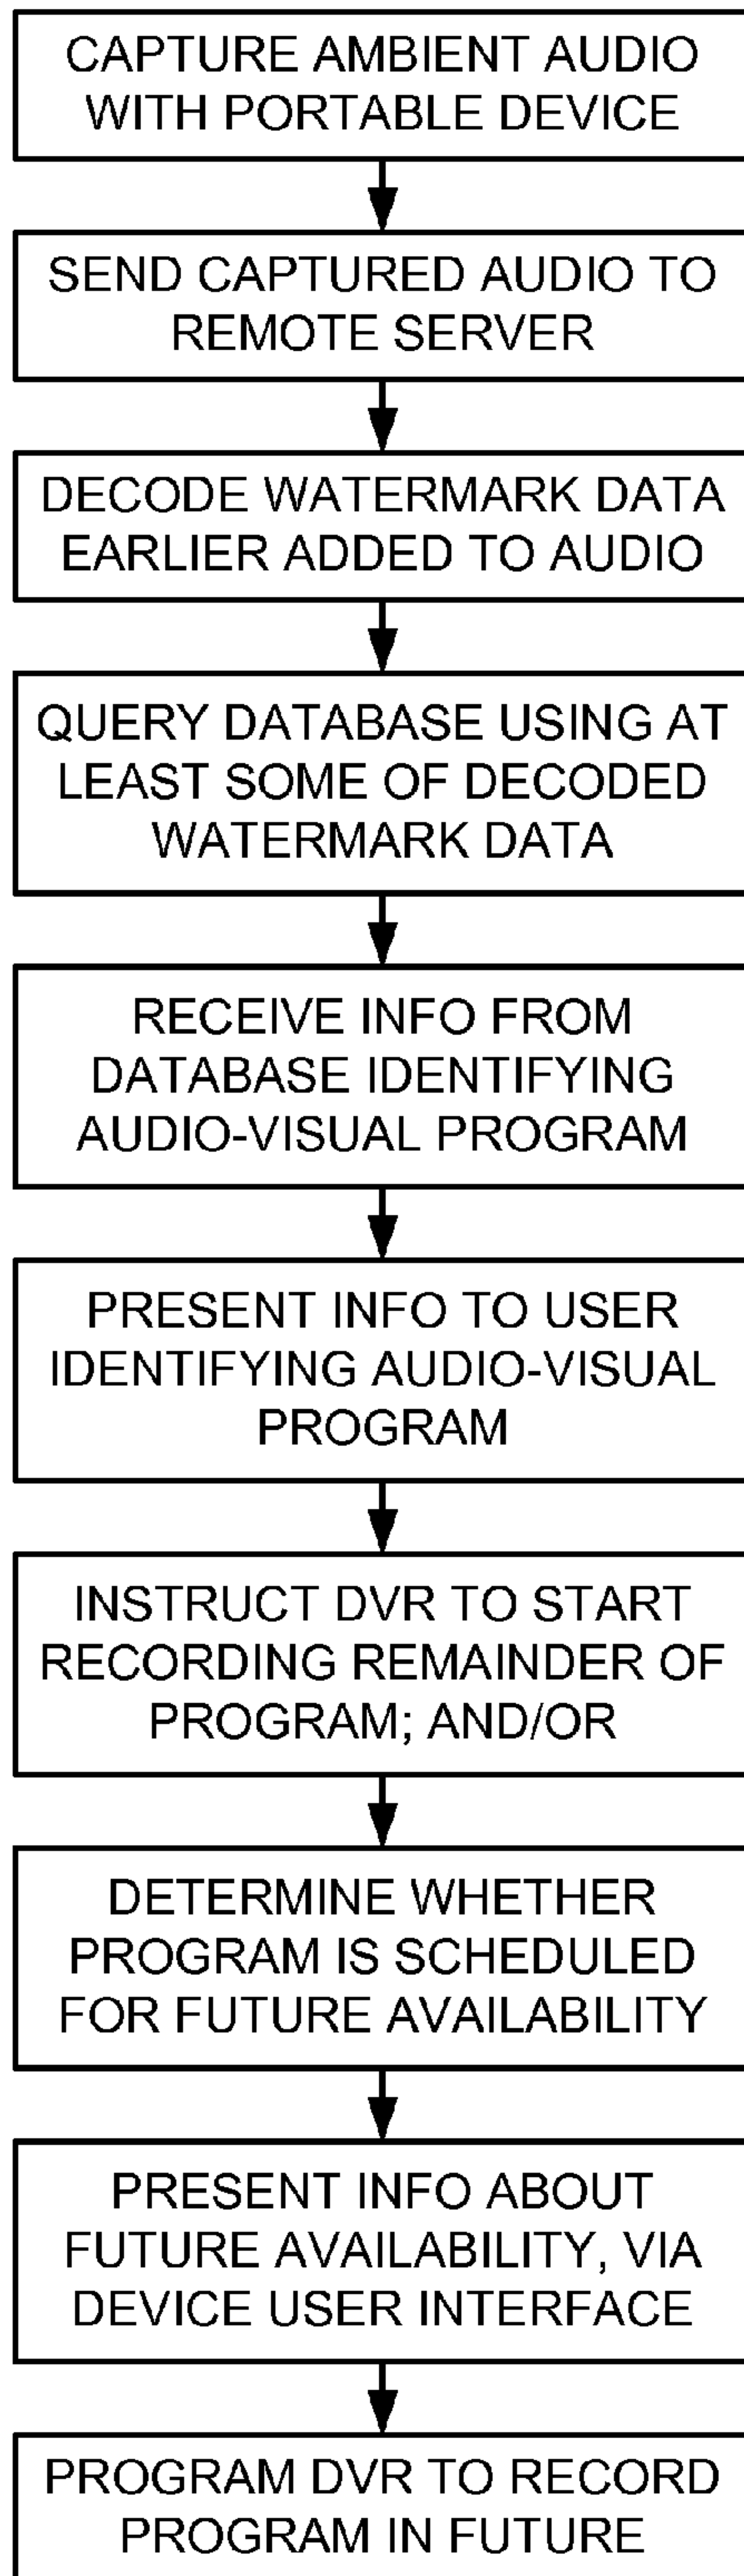 CAPTURE AMBIENT AUDIO
WITH PORTABLE DEVICE
SEND CAPTURED AUDIO TO
REMOTE SERVER
DECODE WATERMARK DATA
EARLIER ADDED TO AUDIO
QUERY DATABASE USING AT
LEAST SOME OF DECODED
WATERMARK DATA
RECEIVE INFO FROM
DATABASE IDENTIFYING
AUDIO-VISUAL PROGRAM
PRESENT INFO TO USER
IDENTIFYING AUDIO-VISUAL
PROGRAM
INSTRUCT DVR TO START
RECORDING REMAINDER OF
PROGRAM; AND/OR
DETERMINE WHETHER
PROGRAM IS SCHEDULED
FOR FUTURE AVAILABILITY
PRESENT INFO ABOUT
FUTURE AVAILABILITY, VIA
DEVICE USER INTERFACE
PROGRAM DVR TO RECORD
PROGRAM IN FUTURE